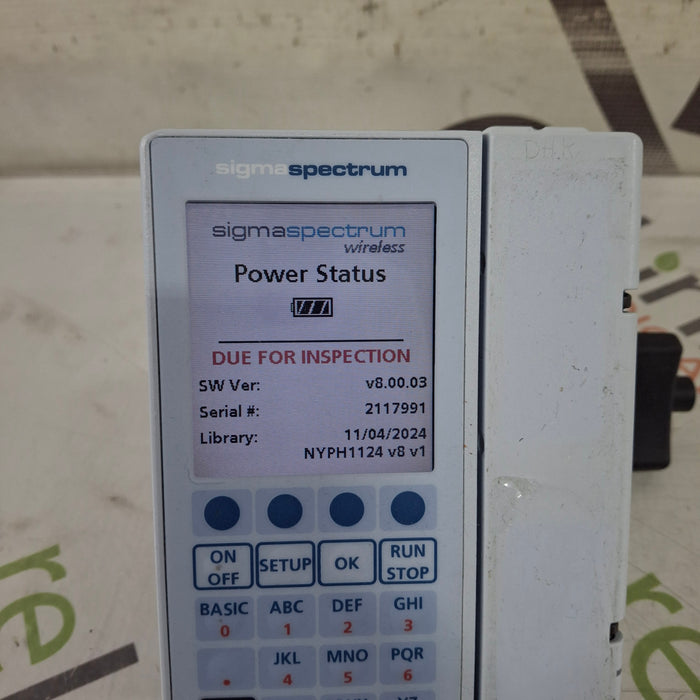 sigmaspectrum
DH.R
sigmaspectrum
wireless
Power Status
DUE FOR INSPECTION
SW Ver: v8.00.03
Serial #: 2117991
Library: 11/04/2024
NYPH1124 v8 v1
ON OFF
SETUP
OK
RUN STOP
BASIC ABC DEF GHI
0 1 2 3
. JKL MNO PQR
4 5 6